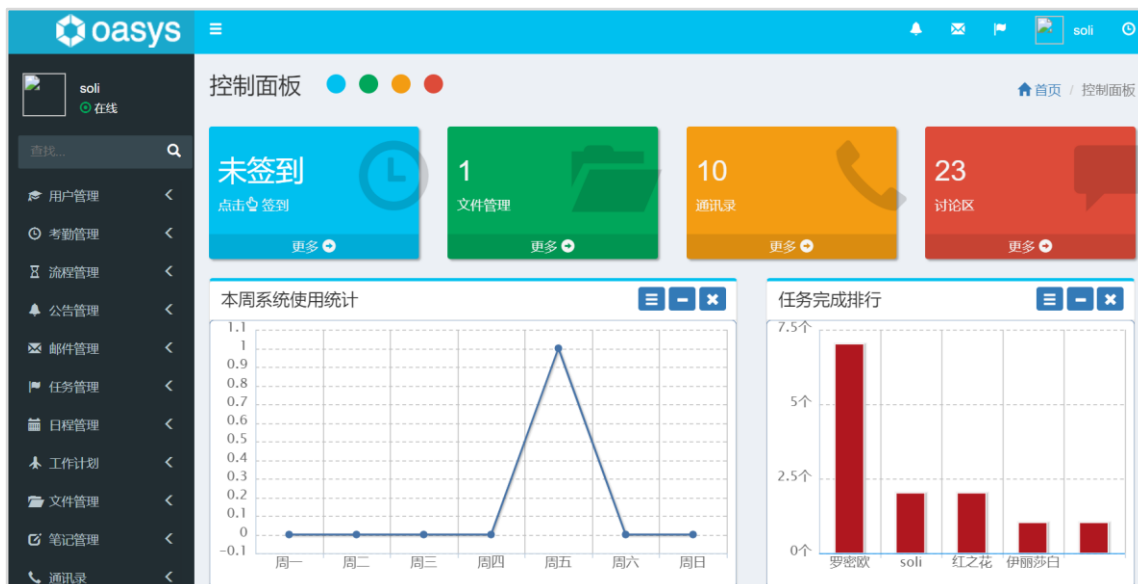 oasys
soli
soli
在线
查找...
用户管理
考勤管理
流程管理
公告管理
邮件管理
任务管理
日程管理
工作计划
文件管理
笔记管理
通讯录
控制面板
首页 / 控制面板
未签到
点击 签到
更多
1
文件管理
更多
10
通讯录
更多
23
讨论区
更多
本周系统使用统计
1.1
1
0.9
0.8
0.7
0.6
0.5
0.4
0.3
0.2
0.1
0
-0.1
周一 周二 周三 周四 周五 周六 周日
任务完成排行
7.5个
5个
2.5个
0个
罗密欧 soli 红之花 伊丽莎白